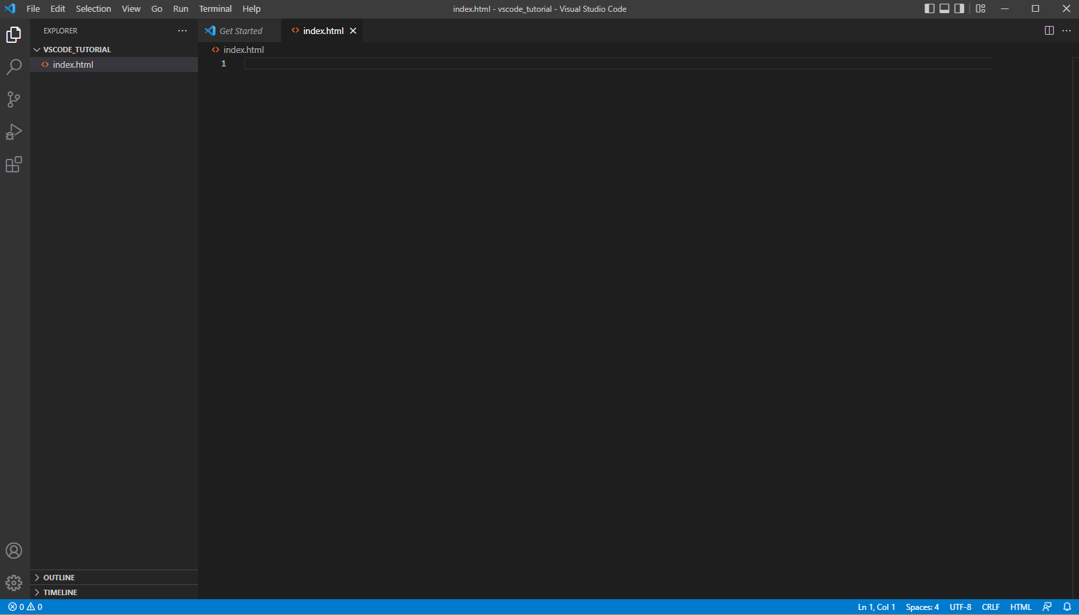 File Edit Selection View Go Run Terminal Help
index.html - vscode_tutorial - Visual Studio Code
EXPLORER
Get Started
index.html
VSCODE_TUTORIAL
index.html
index.html
1
OUTLINE
TIMELINE
0 0
Ln 1, Col 1 Spaces: 4 UTF-8 CRLF HTML